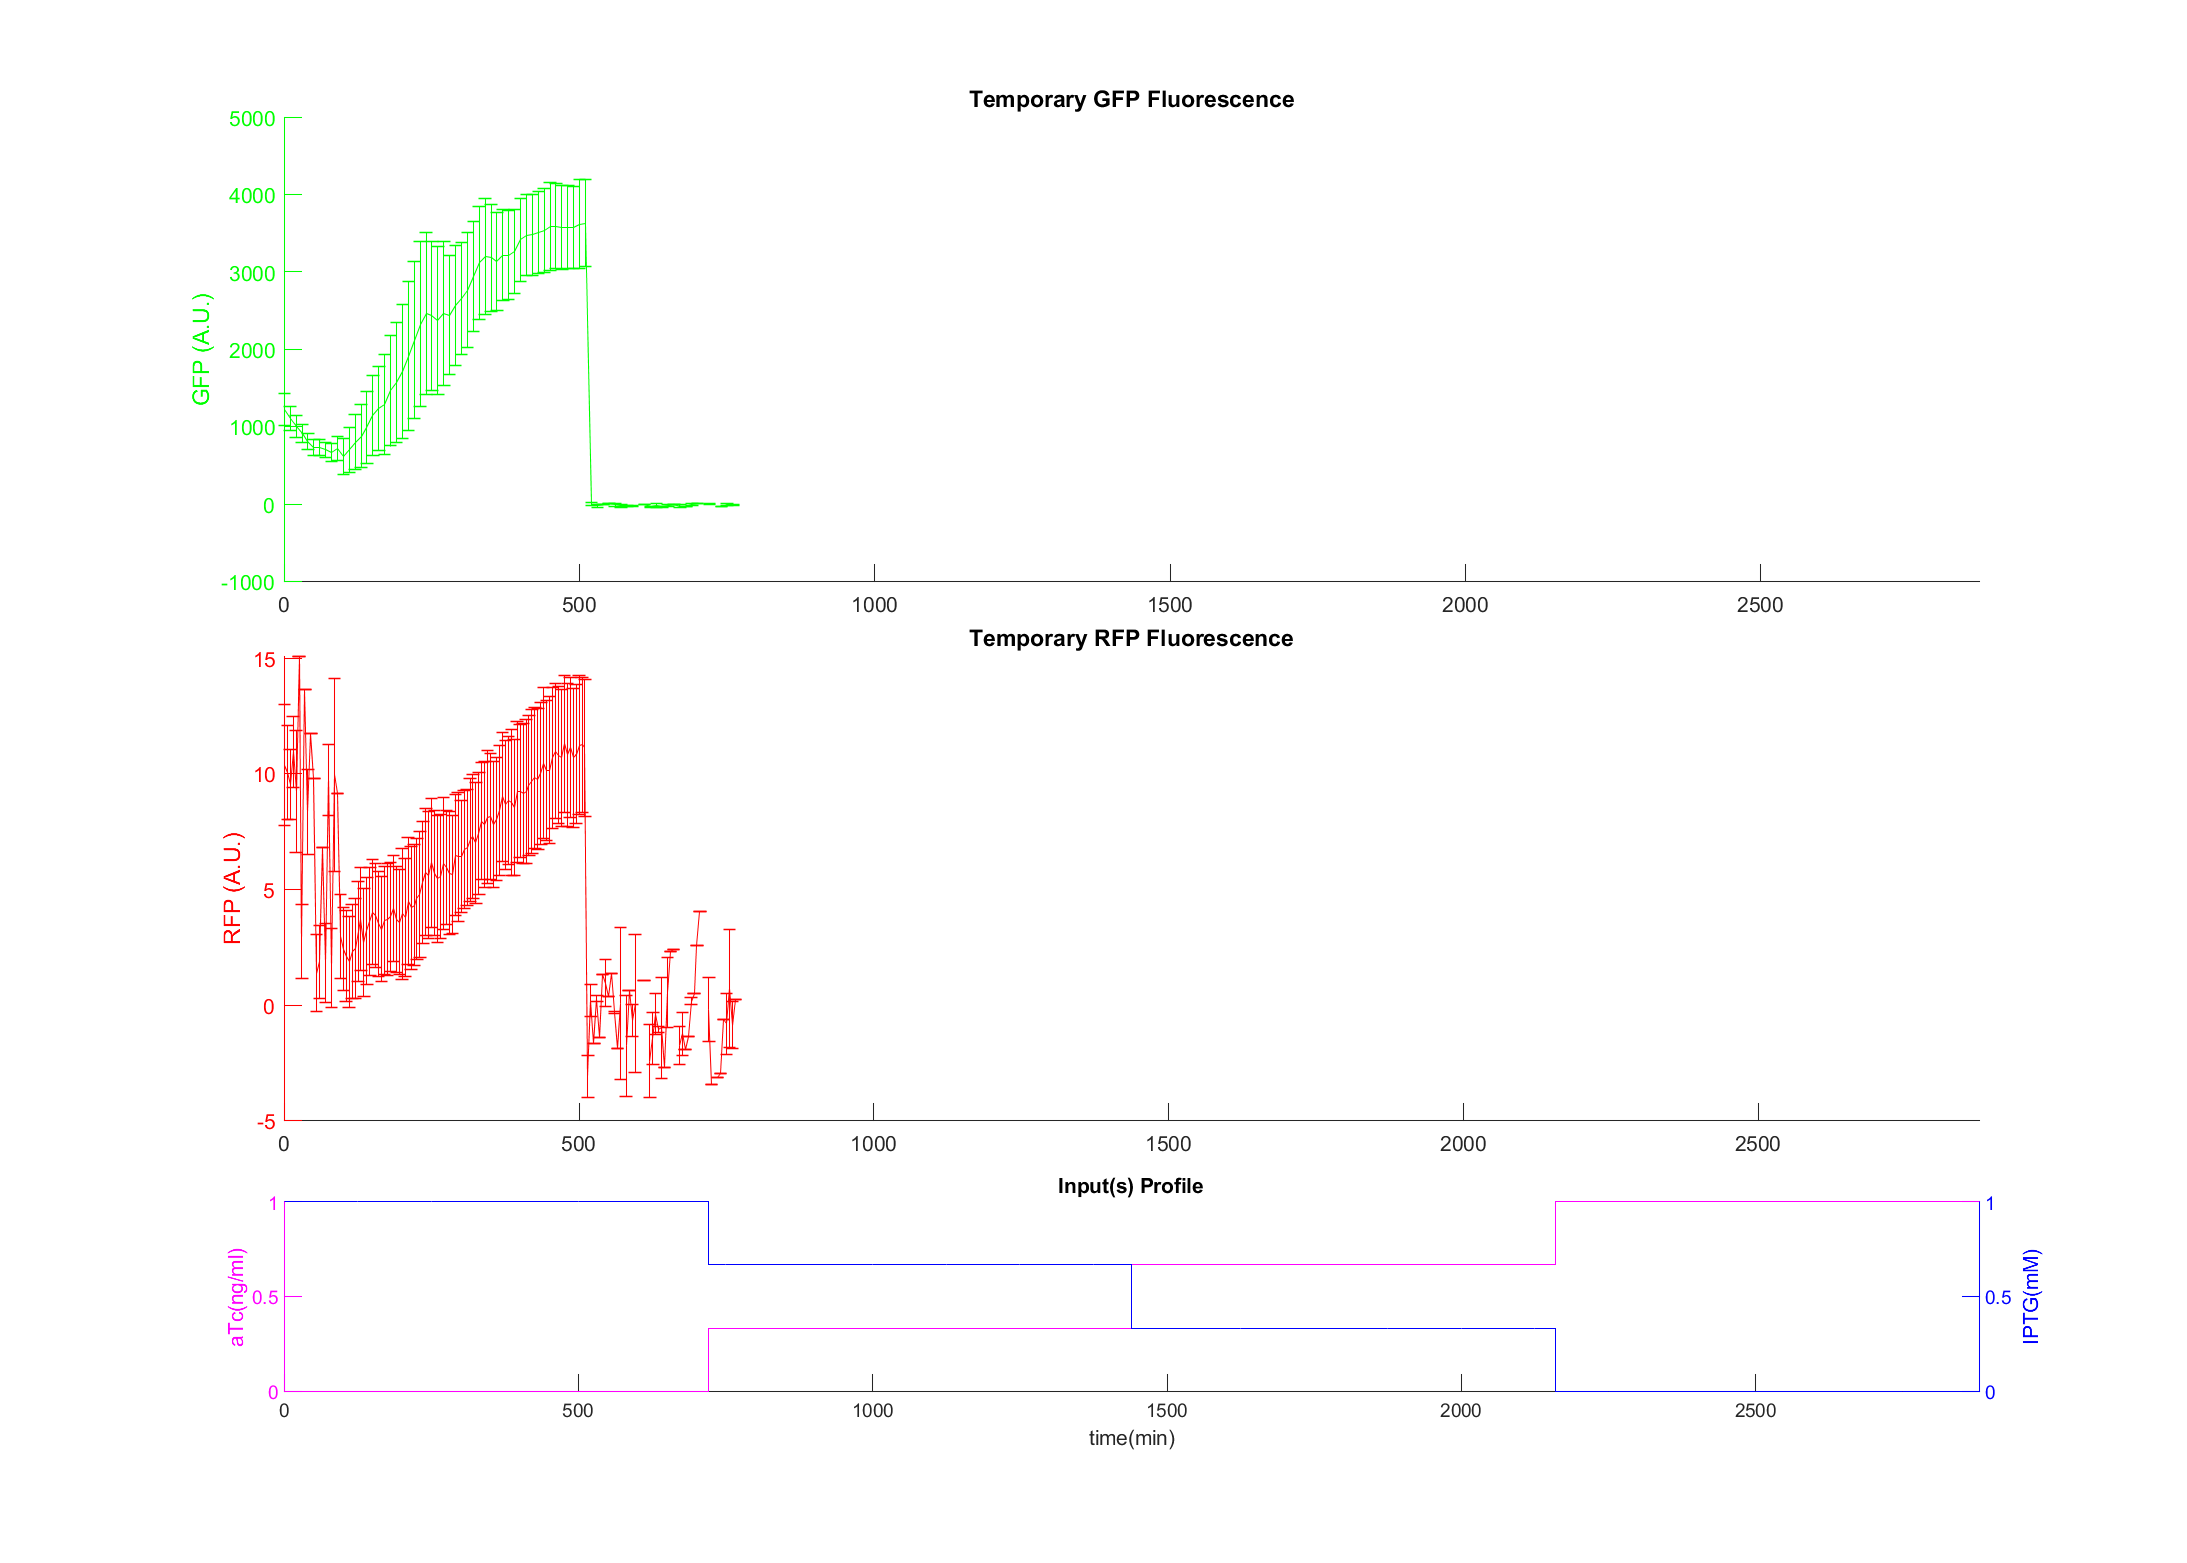 Temporary GFP Fluorescence
5000
4000
3000
2000
1000
0
-1000
GFP (A.U.)
0 500 1000 1500 2000 2500
Temporary RFP Fluorescence
15
10
5
0
-5
RFP (A.U.)
0 500 1000 1500 2000 2500
Input(s) Profile
1
0.5
0
aTc(ng/ml)
1
0.5
0
IPTG(mM)
0 500 1000 1500 2000 2500
time(min)